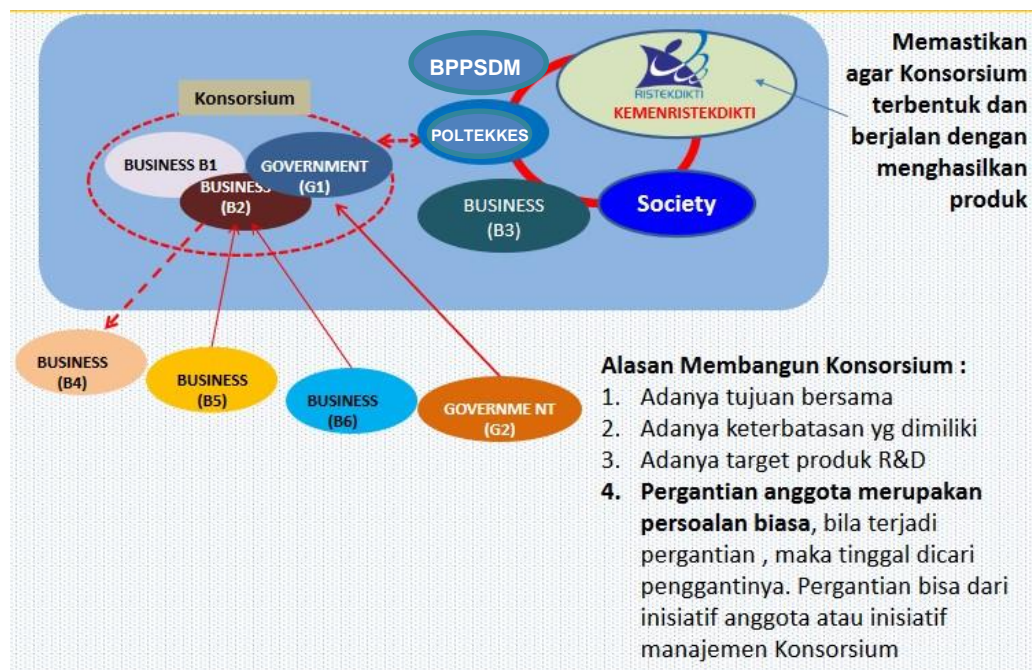 BPPSDM
RISTEKDIKTI
KEMENRISTEKDIKTI
Memastikan
agar Konsorsium
terbentuk dan
berjalan dengan
menghasilkan
produk
Konsorsium
POLTEKKES
BUSINESS B1
GOVERNMENT
(G1)
BUSINESS
(B2)
BUSINESS
(B3)
Society
BUSINESS
(B4)
BUSINESS
(B5)
BUSINESS
(B6)
GOVERNME NT
(G2)
Alasan Membangun Konsorsium :
1. Adanya tujuan bersama
2. Adanya keterbatasan yg dimiliki
3. Adanya target produk R&D
4. Pergantian anggota merupakan
persoalan biasa, bila terjadi
pergantian , maka tinggal dicari
penggantinya. Pergantian bisa dari
inisiatif anggota atau inisiatif
manajemen Konsorsium